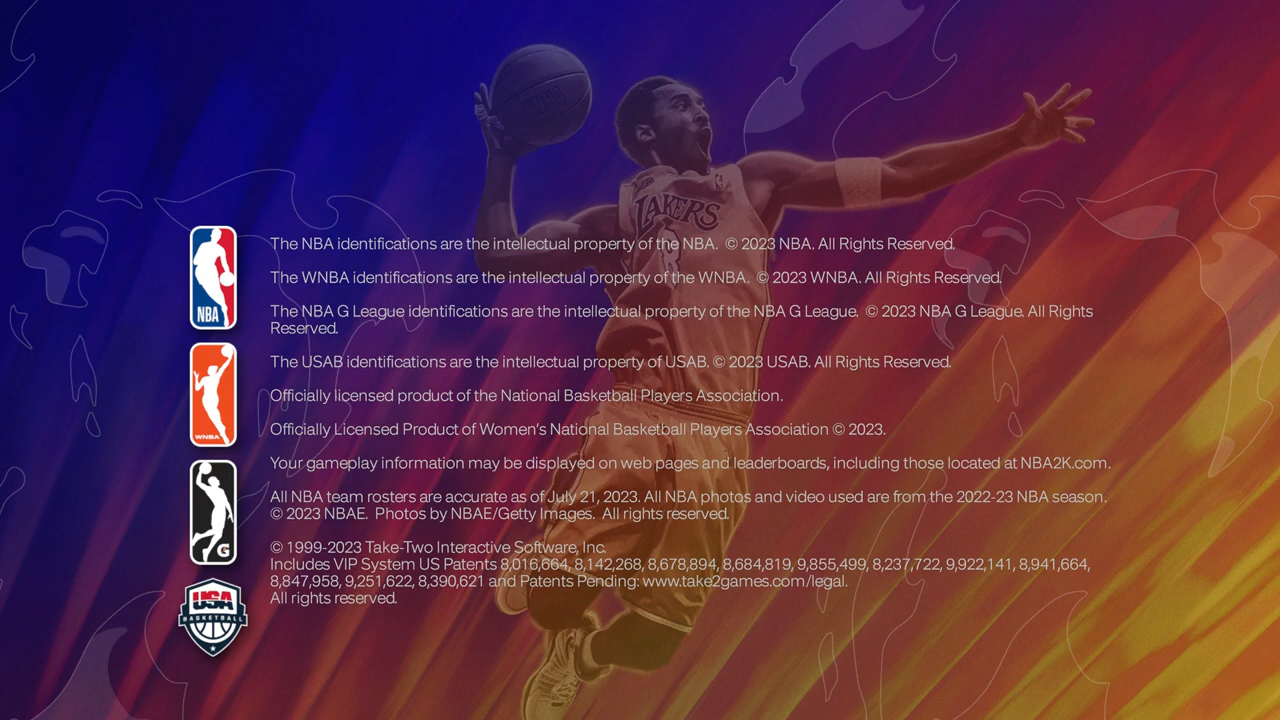 LAKERS
8
NBA
The NBA identifications are the intellectual property of the NBA.  © 2023 NBA. All Rights Reserved.
The WNBA identifications are the intellectual property of the WNBA.  © 2023 WNBA. All Rights Reserved.
The NBA G League identifications are the intellectual property of the NBA G League.  © 2023 NBA G League. All Rights
Reserved.
WNBA
The USAB identifications are the intellectual property of USAB. © 2023 USAB. All Rights Reserved.
Officially licensed product of the National Basketball Players Association.
Officially Licensed Product of Women’s National Basketball Players Association © 2023.
G
Your gameplay information may be displayed on web pages and leaderboards, including those located at NBA2K.com.
All NBA team rosters are accurate as of July 21, 2023. All NBA photos and video used are from the 2022-23 NBA season.
© 2023 NBAE.  Photos by NBAE/Getty Images.  All rights reserved.
© 1999-2023 Take-Two Interactive Software, Inc.
Includes VIP System US Patents 8,016,664, 8,142,268, 8,678,894, 8,684,819, 9,855,499, 8,237,722, 9,922,141, 8,941,664,
8,847,958, 9,251,622, 8,390,621 and Patents Pending: www.take2games.com/legal.
All rights reserved.
USA
BASKETBALL